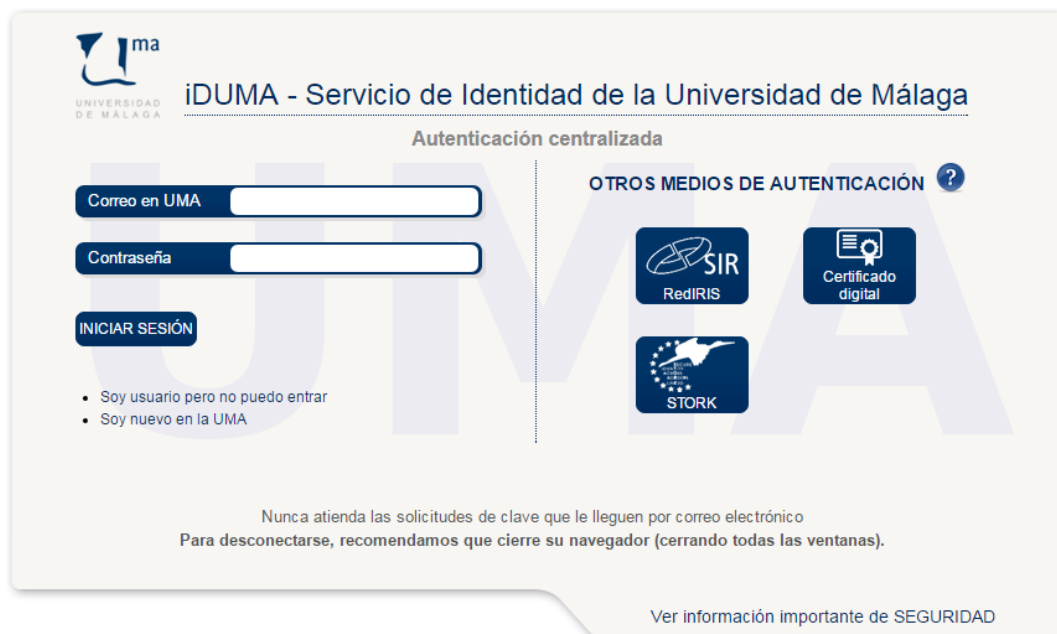 uma
UNIVERSIDAD
DE MÁLAGA
iDUMA - Servicio de Identidad de la Universidad de Málaga
Autenticación centralizada
Correo en UMA
Contraseña
INICIAR SESIÓN
Soy usuario pero no puedo entrar
Soy nuevo en la UMA
OTROS MEDIOS DE AUTENTICACIÓN ?
SIR
RedIRIS
Certificado
digital
STORK
UMA
Nunca atienda las solicitudes de clave que le lleguen por correo electrónico
Para desconectarse, recomendamos que cierre su navegador (cerrando todas las ventanas).
Ver información importante de SEGURIDAD